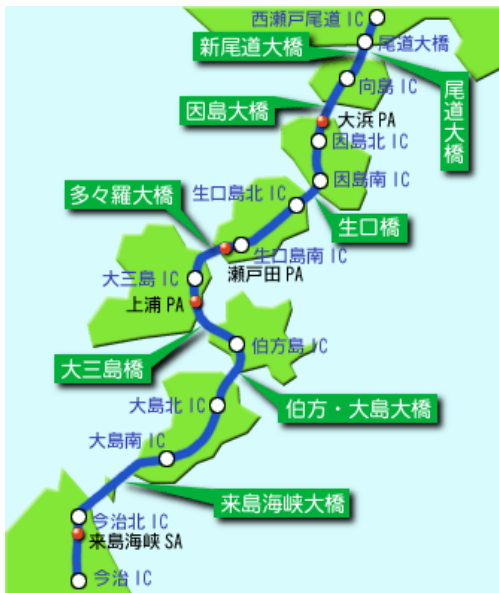 西瀬戸尾道 IC
新尾道大橋
尾道大橋
尾道大橋
向島 IC
因島大橋
大浜 PA
因島北 IC
因島南 IC
生口島北 IC
多々羅大橋
生口橋
生口島南 IC
瀬戸田 PA
大三島 IC
上浦 PA
伯方島 IC
大三島橋
大島北 IC
伯方・大島大橋
大島南 IC
来島海峡大橋
今治北 IC
来島海峡 SA
今治 IC